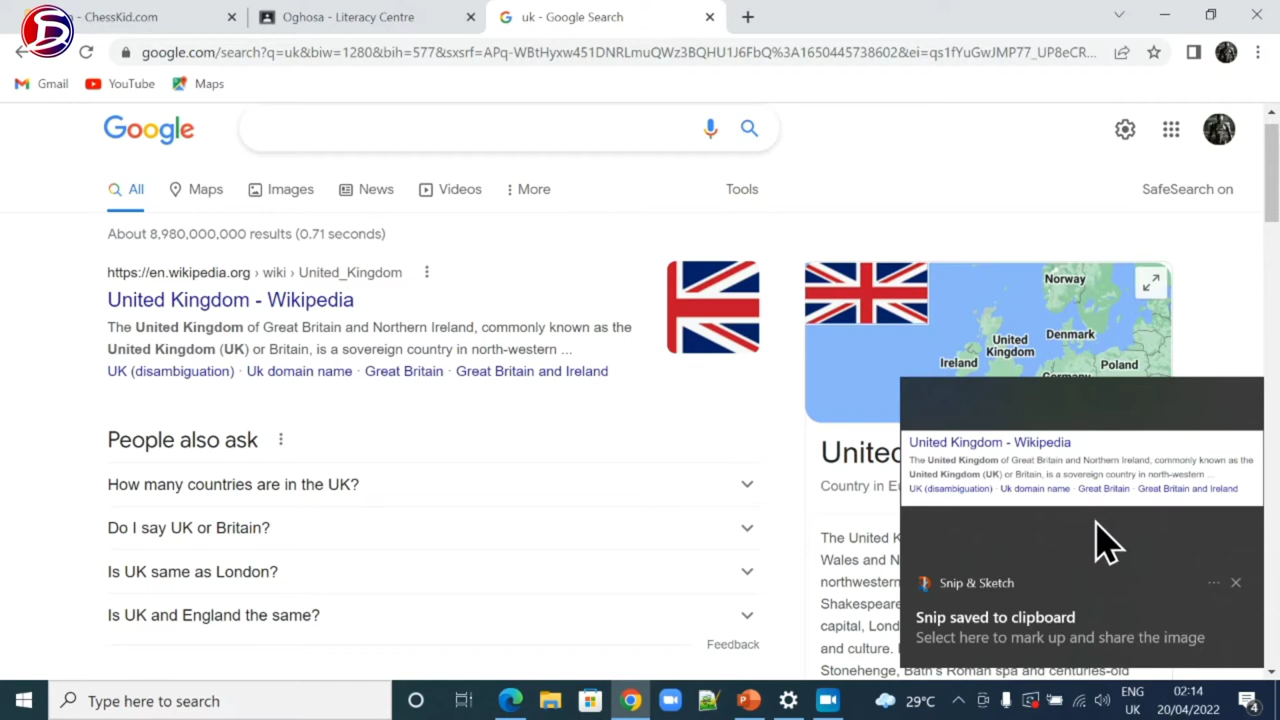 - ChessKid.com
Oghosa - Literacy Centre
uk - Google Search
google.com/search?q=uk&biw=1280&bih=577&sxsrf=APq-WBtHyxw451DNRLmuQWz3BQHU1J6FbQ%3A1650445738602&ei=qs1fYuGwJMP77_UP8eCR...
Gmail
YouTube
Maps
Google
All
Maps
Images
News
Videos
More
Tools
SafeSearch on
About 8,980,000,000 results (0.71 seconds)
https://en.wikipedia.org › wiki › United_Kingdom
United Kingdom - Wikipedia
The United Kingdom of Great Britain and Northern Ireland, commonly known as the
United Kingdom (UK) or Britain, is a sovereign country in north-western ...
UK (disambiguation) · Uk domain name · Great Britain · Great Britain and Ireland
People also ask
How many countries are in the UK?
Do I say UK or Britain?
Is UK same as London?
Is UK and England the same?
Feedback
Norway
United
Kingdom
Denmark
Ireland
Poland
Unite
Country in Eu
The United K
Wales and N
northwestern
Shakespeare
capital, Lond
and culture.
Stonehenge, Bath's Roman spa and centuries-old
United Kingdom - Wikipedia
The United Kingdom of Great Britain and Northern Ireland, commonly known as the
United Kingdom (UK) or Britain, is a sovereign country in north-western ...
UK (disambiguation) · Uk domain name · Great Britain · Great Britain and Ireland
Snip & Sketch
Snip saved to clipboard
Select here to mark up and share the image
Type here to search
29°C
ENG
UK
02:14
20/04/2022
4